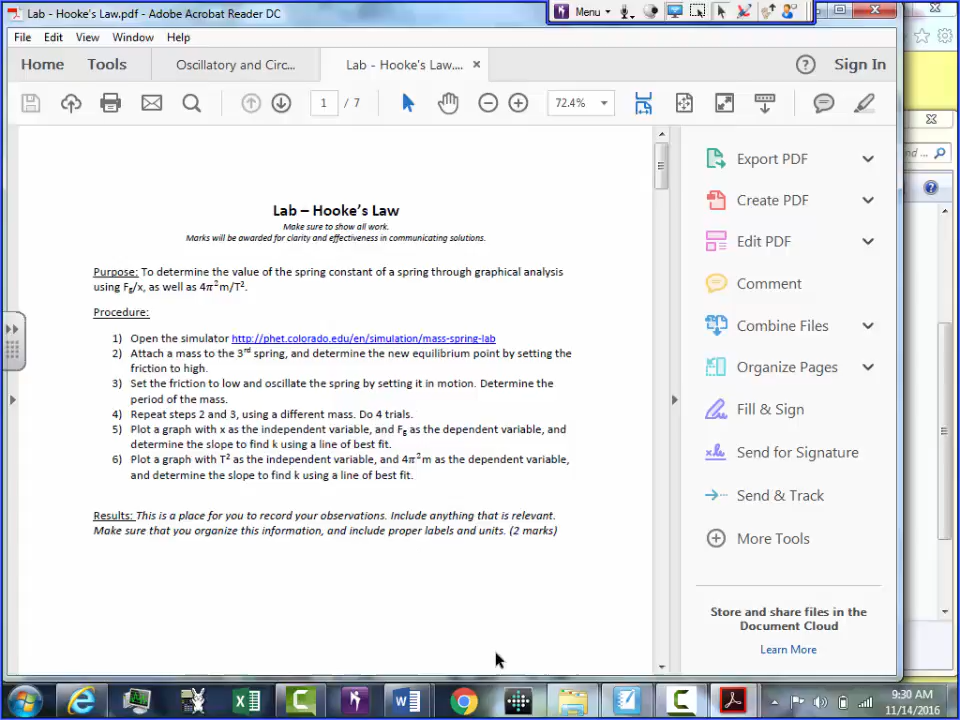 Lab - Hooke's Law.pdf - Adobe Acrobat Reader DC
Menu
File Edit View Window Help
Home Tools Oscillatory and Circ... Lab - Hooke's Law.... × Sign In
1 / 7 72.4%
Lab – Hooke's Law
Make sure to show all work.
Marks will be awarded for clarity and effectiveness in communicating solutions.
Purpose: To determine the value of the spring constant of a spring through graphical analysis
using Fg/x, as well as 4π²m/T².
Procedure:
1) Open the simulator http://phet.colorado.edu/en/simulation/mass-spring-lab
2) Attach a mass to the 3rd spring, and determine the new equilibrium point by setting the
friction to high.
3) Set the friction to low and oscillate the spring by setting it in motion. Determine the
period of the mass.
4) Repeat steps 2 and 3, using a different mass. Do 4 trials.
5) Plot a graph with x as the independent variable, and Fg as the dependent variable, and
determine the slope to find k using a line of best fit.
6) Plot a graph with T² as the independent variable, and 4π²m as the dependent variable,
and determine the slope to find k using a line of best fit.
Results: This is a place for you to record your observations. Include anything that is relevant.
Make sure that you organize this information, and include proper labels and units. (2 marks)
Export PDF
Create PDF
Edit PDF
Comment
Combine Files
Organize Pages
Fill & Sign
Send for Signature
Send & Track
More Tools
Store and share files in the
Document Cloud
Learn More
nd ...
9:30 AM
11/14/2016